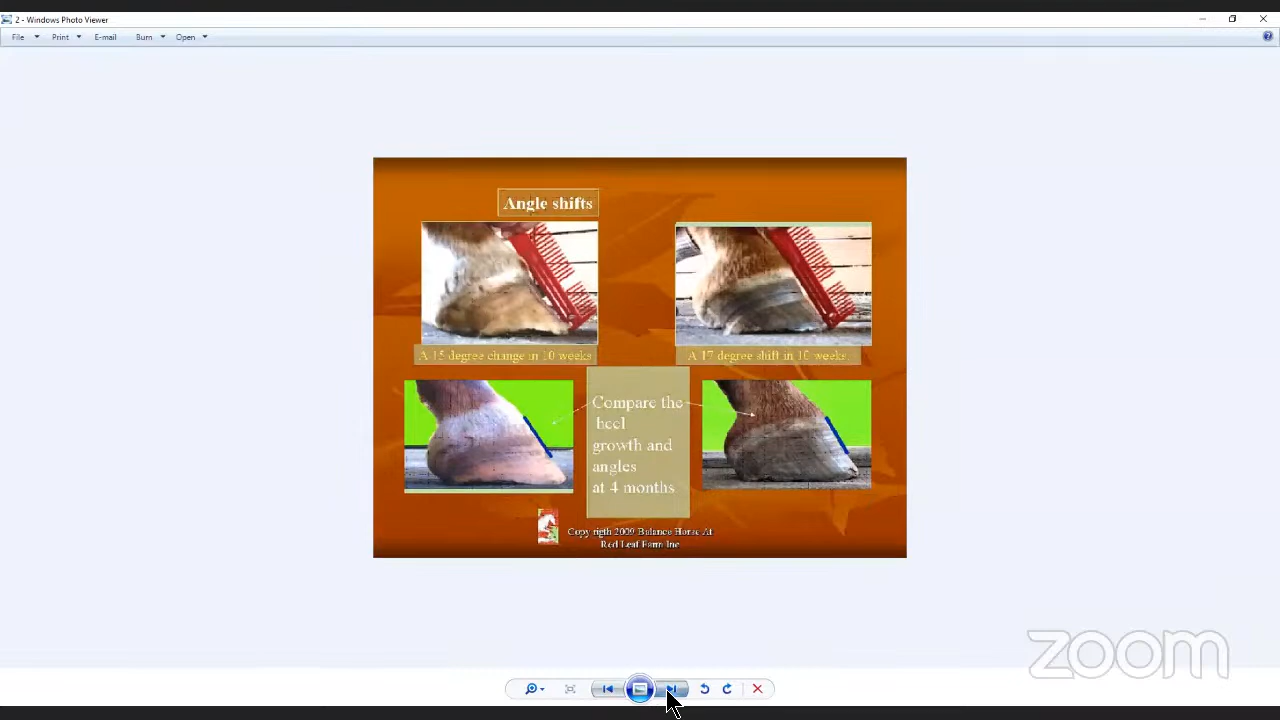 2 - Windows Photo Viewer
File Print E-mail Burn Open
Angle shifts
A 15 degree change in 10 weeks
A 17 degree shift in 10 weeks.
Compare the
heel
growth and
angles
at 4 months
Copy rigth 2009 Balance Horse At
Red Leaf Farm Inc
zoom